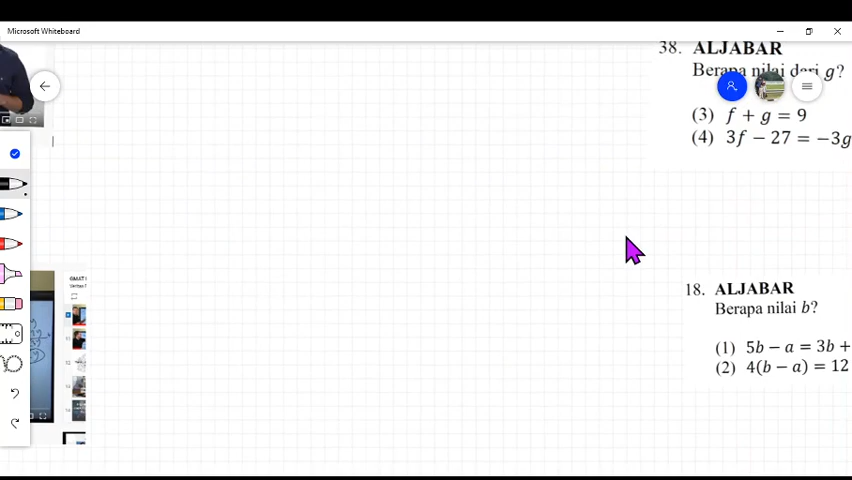 Microsoft Whiteboard
38. ALJABAR
Berapa nilai dari g?
(3) f + g = 9
(4) 3f − 27 = −3g
18. ALJABAR
Berapa nilai b?
(1) 5b − a = 3b +
(2) 4(b − a) = 12